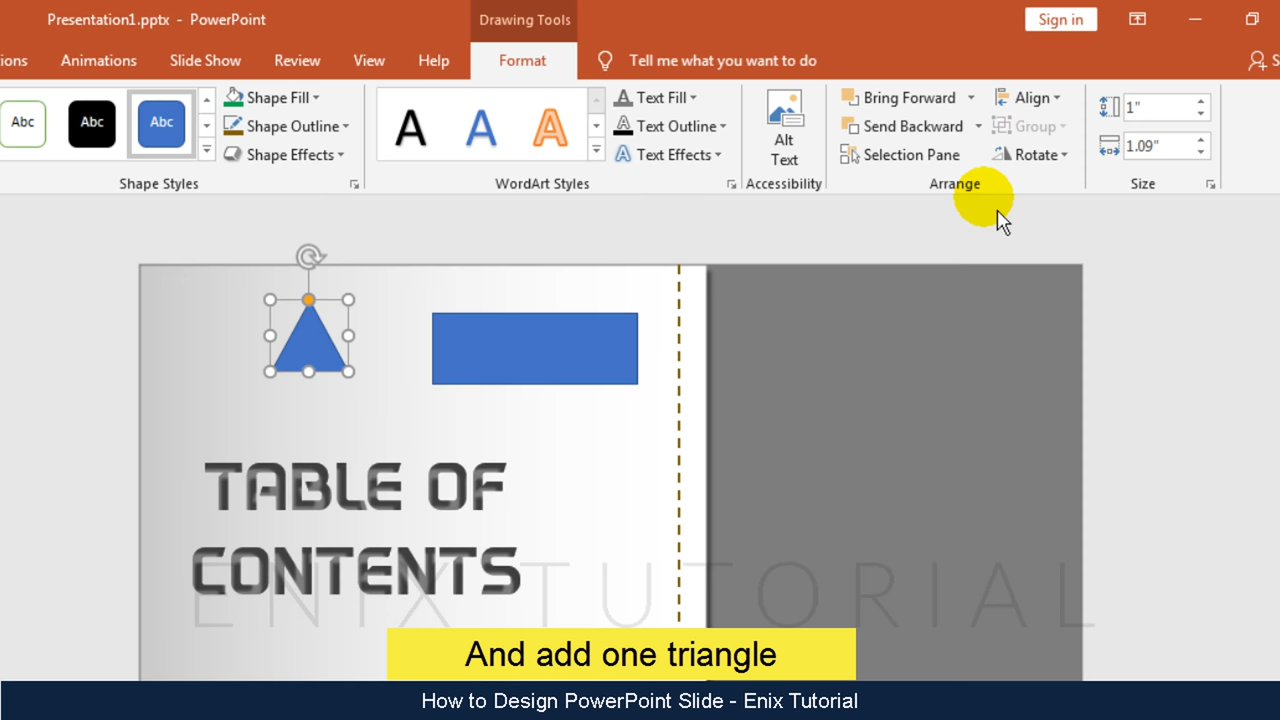 Presentation1.pptx - PowerPoint
Drawing Tools
Sign in
ions Animations Slide Show Review View Help Format Tell me what you want to do S
Abc Abc Abc
Shape Fill
Shape Outline
Shape Effects
Shape Styles
A A A
Text Fill
Text Outline
Text Effects
WordArt Styles
Alt
Text
Accessibility
Bring Forward
Send Backward
Selection Pane
Align
Group
Rotate
Arrange
1"
1.09"
Size
TABLE OF
CONTENTS
ENIX TUTORIAL
And add one triangle
How to Design PowerPoint Slide - Enix Tutorial